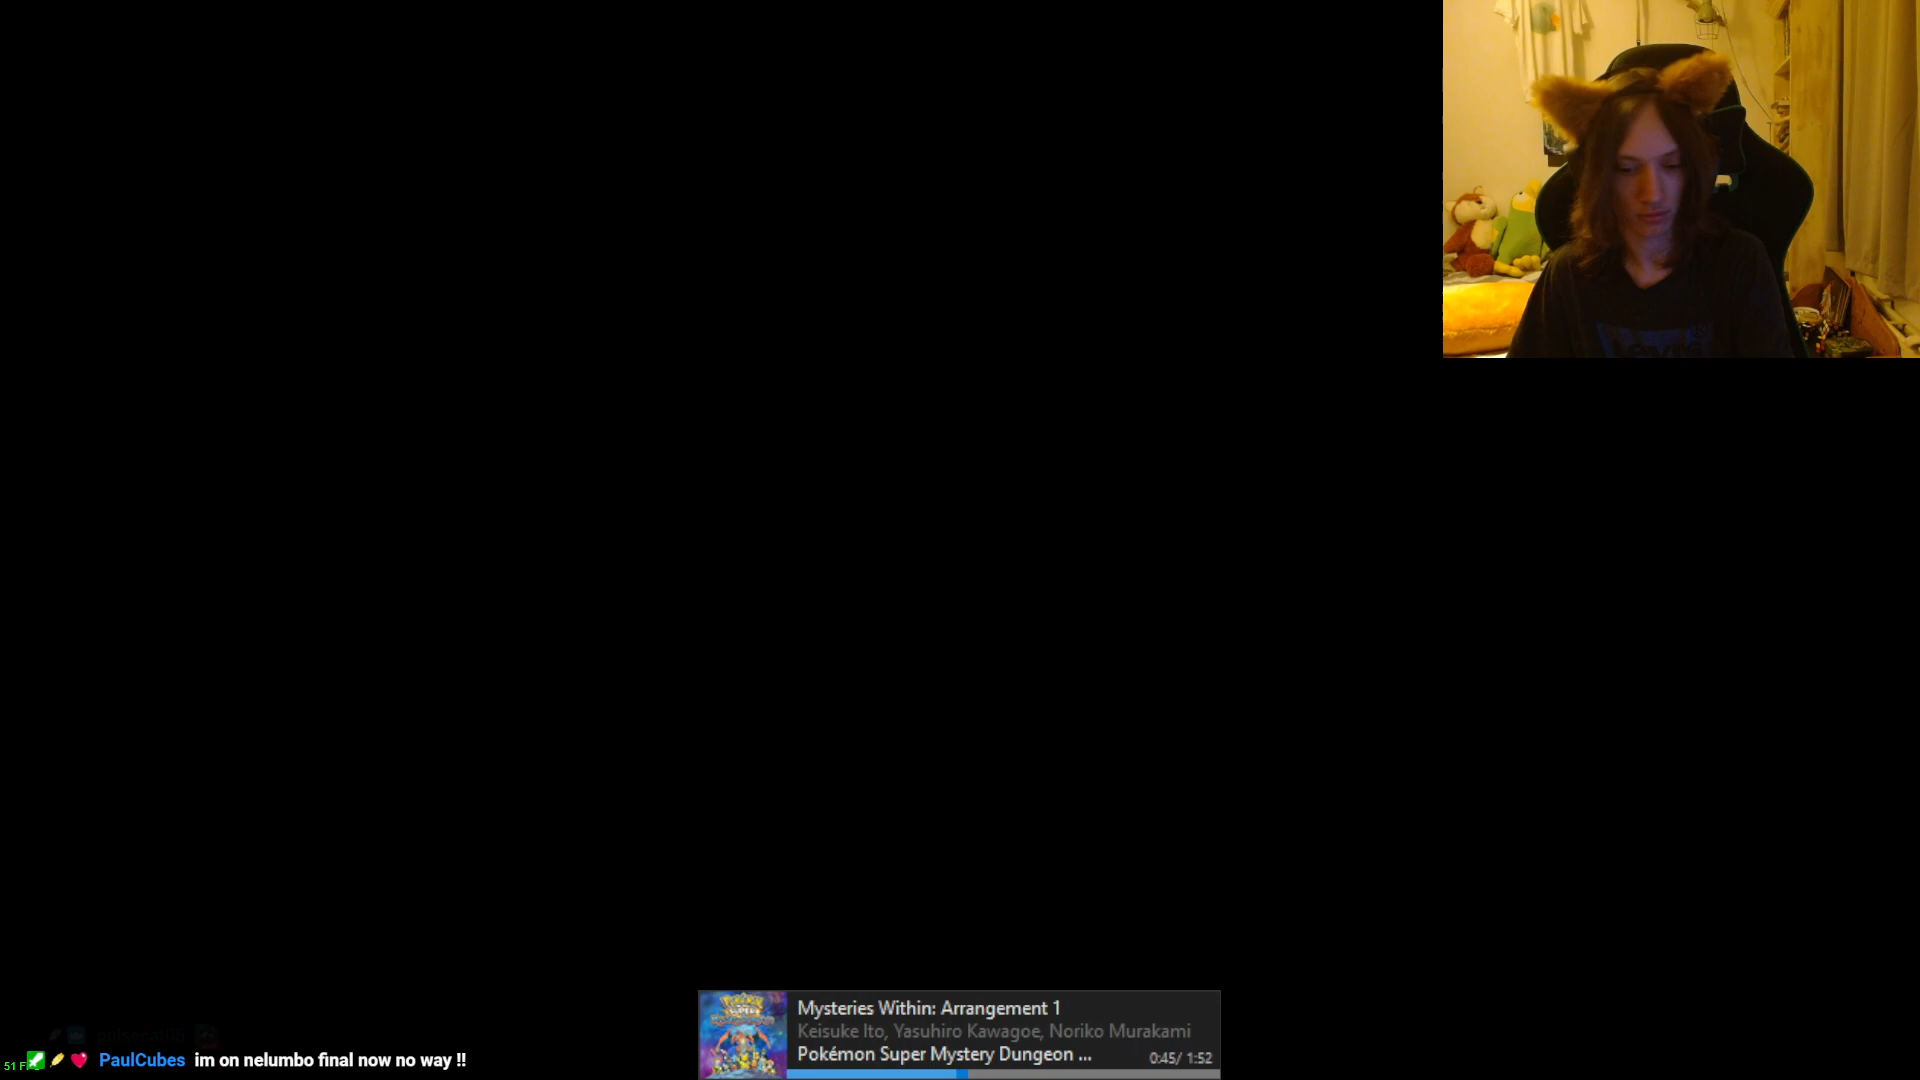 Mysteries Within: Arrangement 1
Keisuke Ito, Yasuhiro Kawagoe, Noriko Murakami
Pokémon Super Mystery Dungeon ...
0:45/ 1:52
PaulCubes im on nelumbo final now no way !!